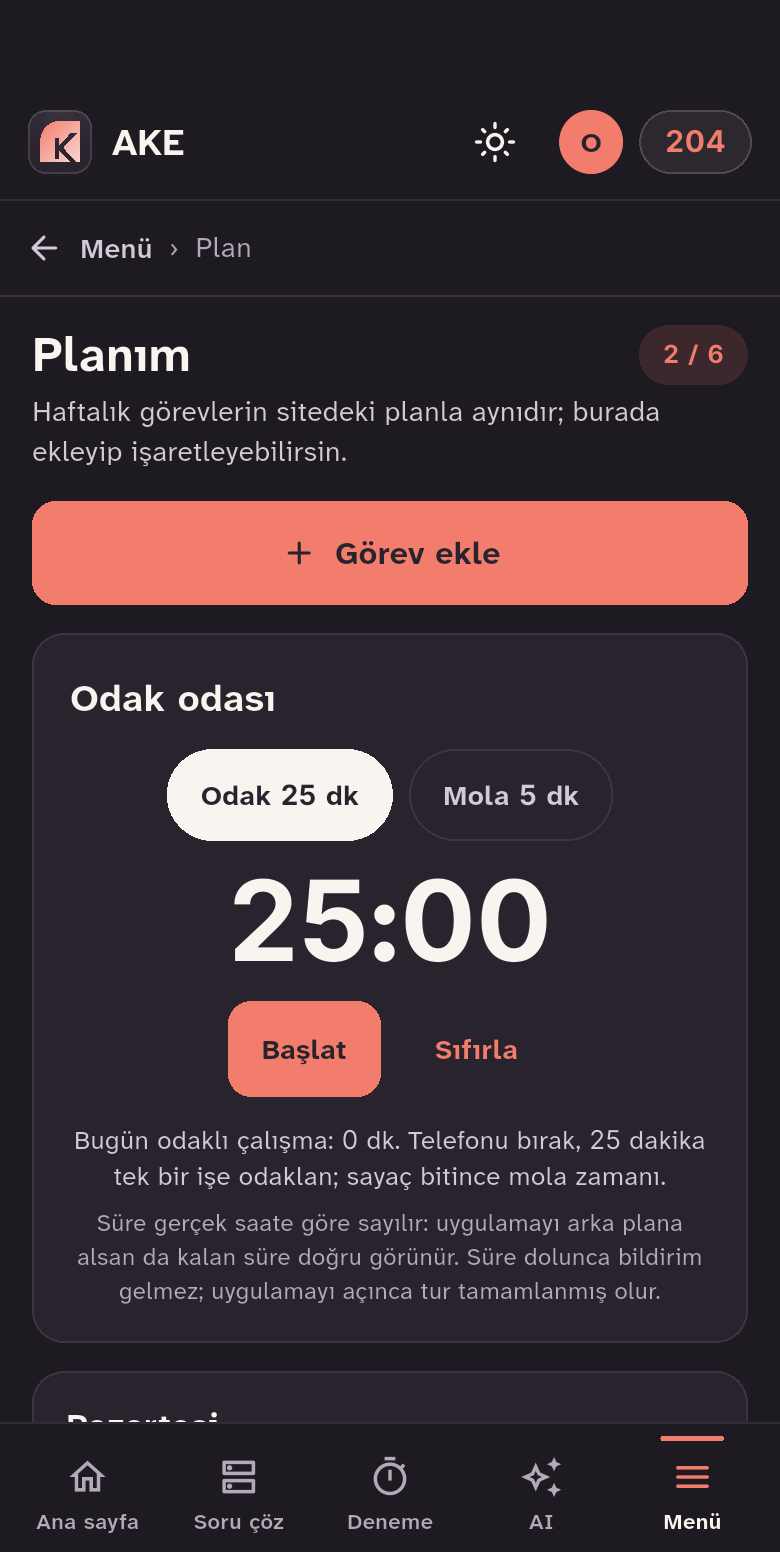 AKE
O
204
Menü › Plan
Planım
2 / 6
Haftalık görevlerin sitedeki planla aynıdır; burada
ekleyip işaretleyebilirsin.
+ Görev ekle
Odak odası
Odak 25 dk
Mola 5 dk
25:00
Başlat
Sıfırla
Bugün odaklı çalışma: 0 dk. Telefonu bırak, 25 dakika
tek bir işe odaklan; sayaç bitince mola zamanı.
Süre gerçek saate göre sayılır: uygulamayı arka plana
alsan da kalan süre doğru görünür. Süre dolunca bildirim
gelmez; uygulamayı açınca tur tamamlanmış olur.
Pazartesi
Ana sayfa
Soru çöz
Deneme
AI
Menü